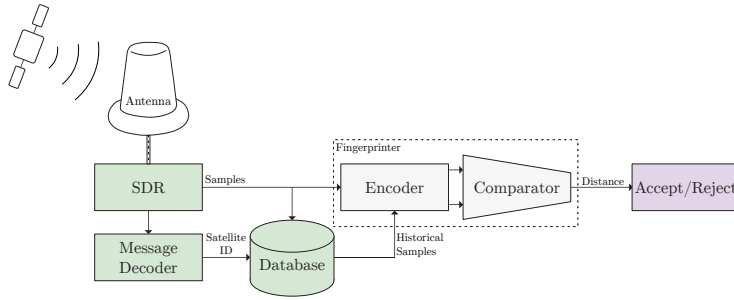 Antenna
Fingerprinter
SDR
Samples
Encoder
Comparator
Distance
Accept/Reject
Message
Decoder
Satellite
ID
Database
Historical
Samples